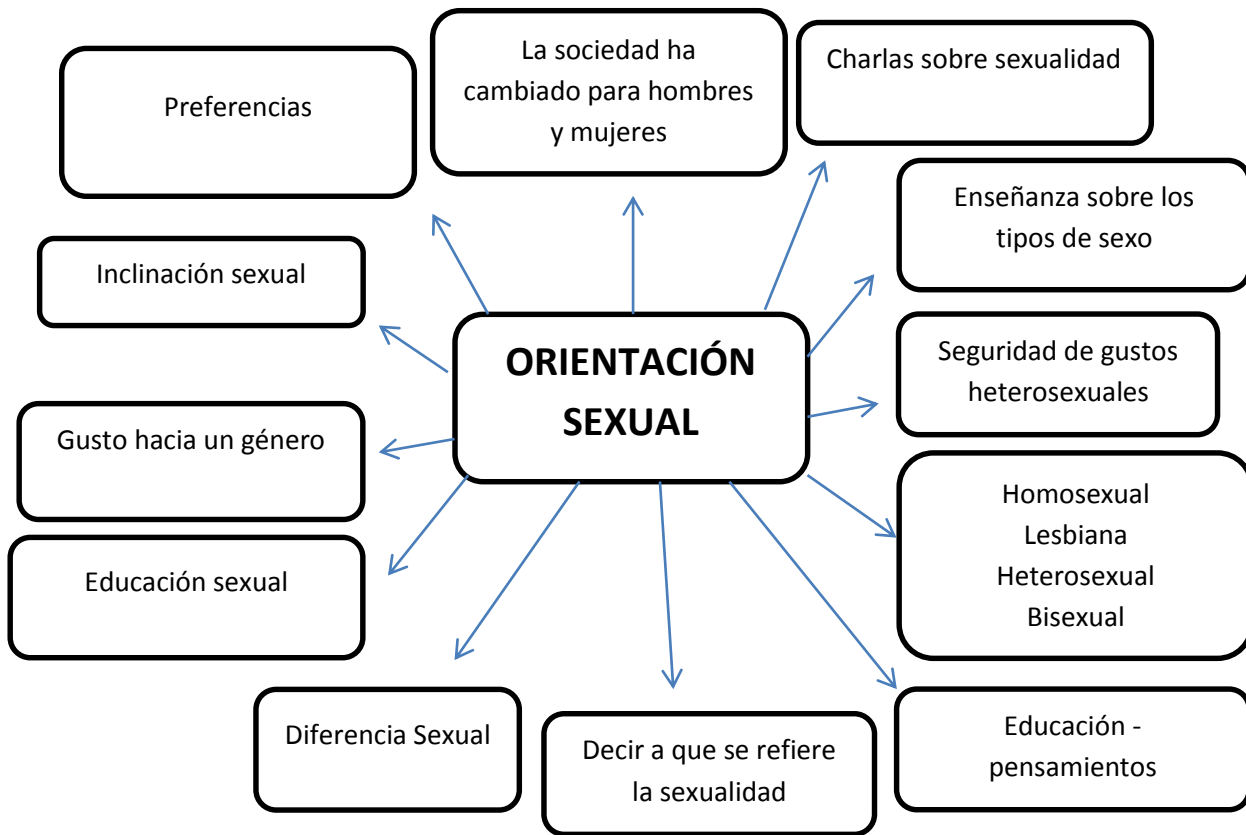 La sociedad ha
cambiado para hombres
y mujeres
Charlas sobre sexualidad
Preferencias
Enseñanza sobre los
tipos de sexo
Inclinación sexual
ORIENTACIÓN
SEXUAL
Seguridad de gustos
heterosexuales
Gusto hacia un género
Homosexual
Lesbiana
Heterosexual
Bisexual
Educación sexual
Diferencia Sexual
Decir a que se refiere
la sexualidad
Educación -
pensamientos